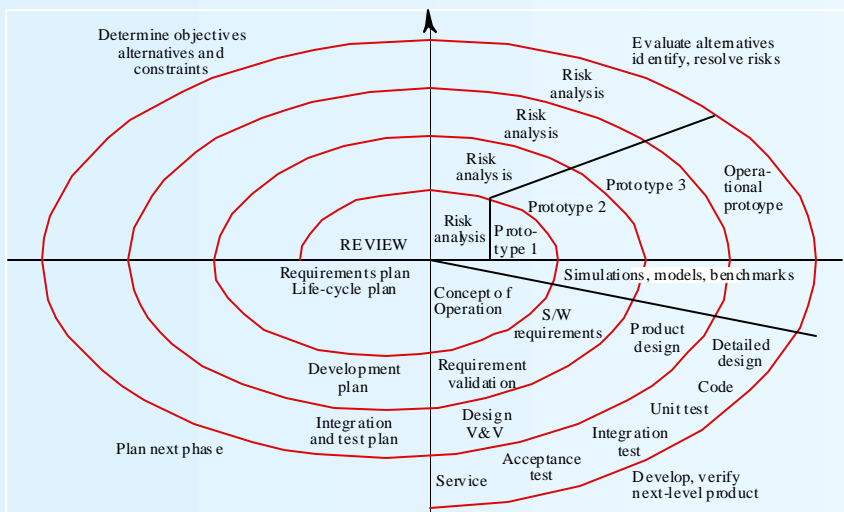 Determine objectives
alternatives and
constraints
Evaluate alternatives
identify, resolve risks
Risk
analysis
Risk
analysis
Risk
analysis
Risk
analysis
Proto-
type 1
Prototype 2
Prototype 3
Opera-
tional
protoype
REVIEW
Requirements plan
Life-cycle plan
Simulations, models, benchmarks
Concept of
Operation
S/W
requirements
Product
design
Detailed
design
Development
plan
Requirement
validation
Code
Unit test
Integration
and test plan
Design
V&V
Integration
test
Plan next phase
Acceptance
test
Service
Develop, verify
next-level product